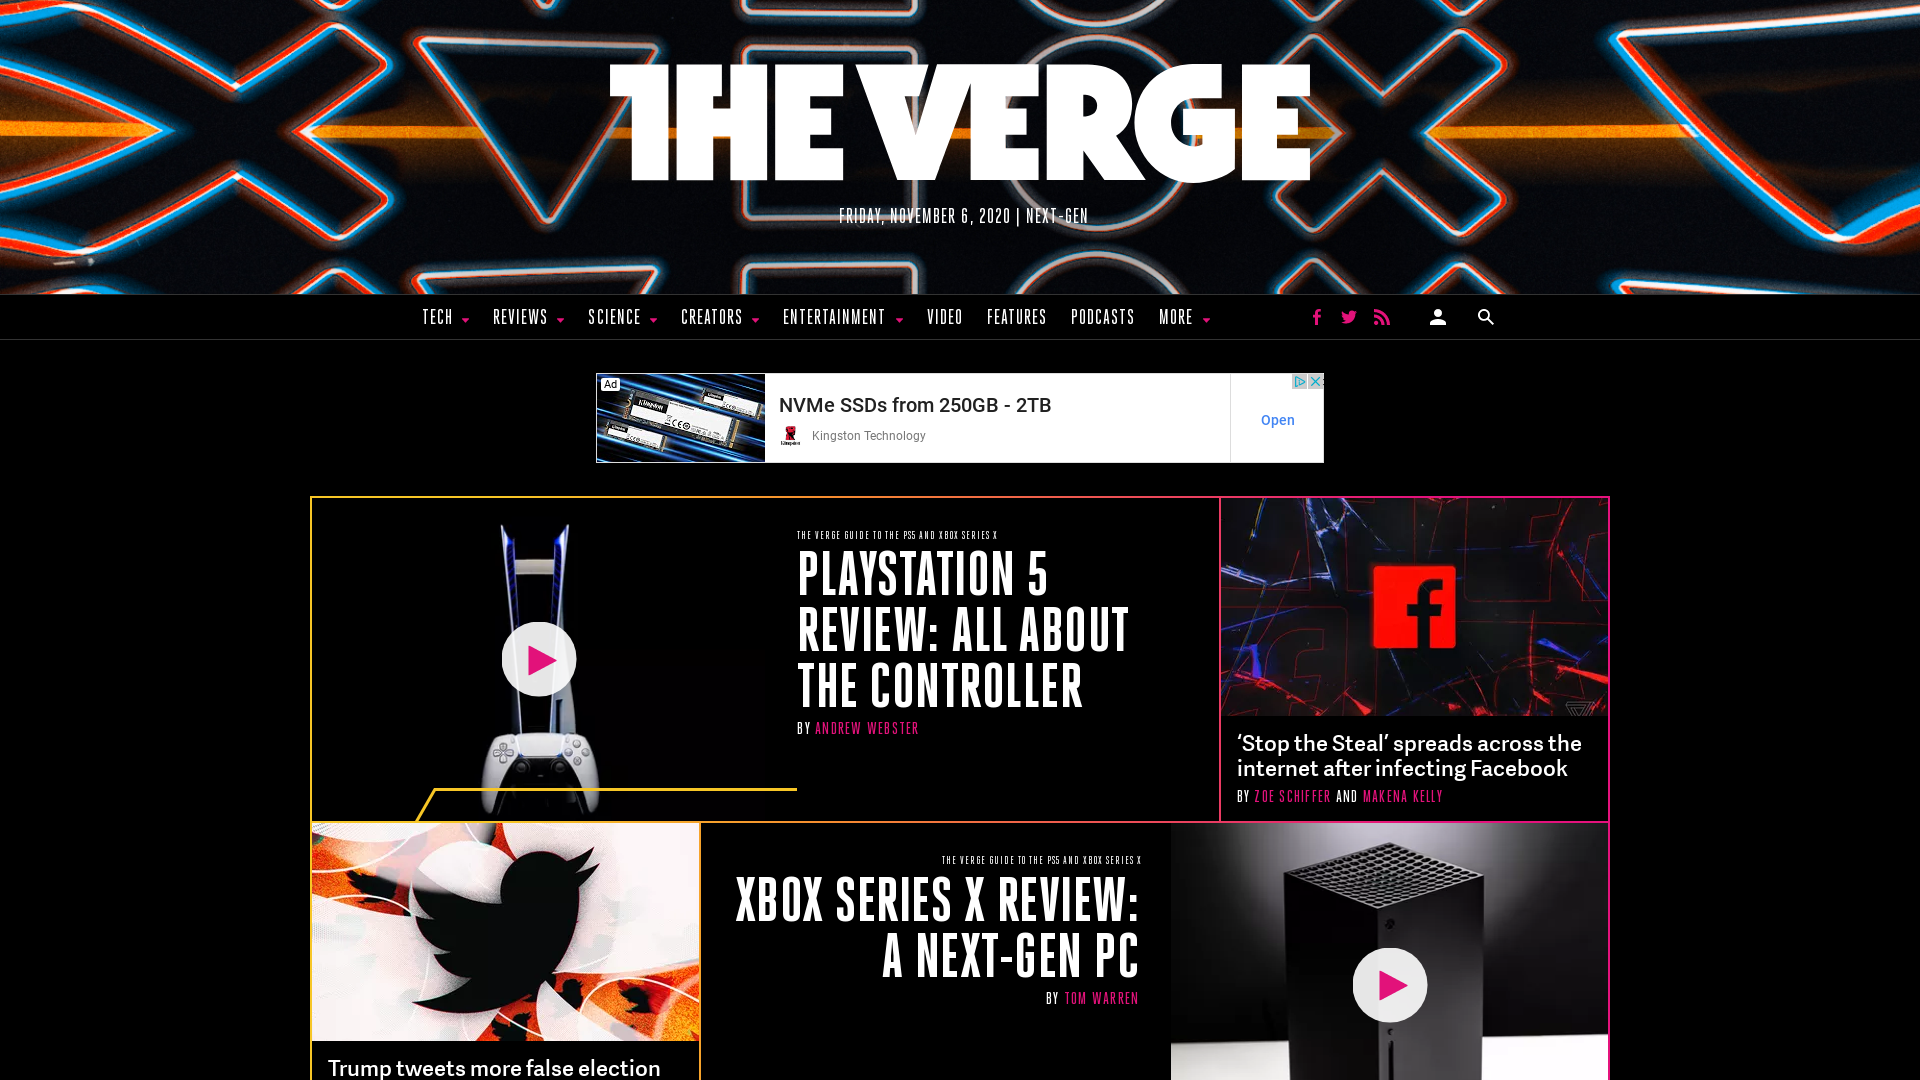 THE VERGE
FRIDAY, NOVEMBER 6, 2020 | NEXT-GEN
TECH REVIEWS SCIENCE CREATORS ENTERTAINMENT VIDEO FEATURES PODCASTS MORE
Ad
NVMe SSDs from 250GB - 2TB
Kingston Technology
Open
THE VERGE GUIDE TO THE PS5 AND XBOX SERIES X
PLAYSTATION 5
REVIEW: ALL ABOUT
THE CONTROLLER
BY ANDREW WEBSTER
‘Stop the Steal’ spreads across the
internet after infecting Facebook
BY ZOE SCHIFFER AND MAKENA KELLY
Trump tweets more false election
THE VERGE GUIDE TO THE PS5 AND XBOX SERIES X
XBOX SERIES X REVIEW:
A NEXT-GEN PC
BY TOM WARREN